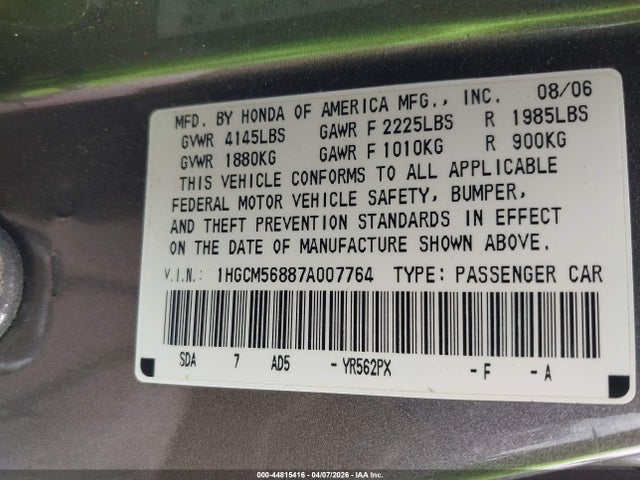 MFD. BY HONDA OF AMERICA MFG., INC. 08/06
GVWR 4145LBS GAWR F 2225LBS R 1985LBS
GVWR 1880KG GAWR F 1010KG R 900KG
THIS VEHICLE CONFORMS TO ALL APPLICABLE
FEDERAL MOTOR VEHICLE SAFETY, BUMPER,
AND THEFT PREVENTION STANDARDS IN EFFECT
ON THE DATE OF MANUFACTURE SHOWN ABOVE.
V.I.N.: 1HGCM56887A007764 TYPE: PASSENGER CAR
SDA 7 AD5 -YR562PX -F -A
000-44815416 - 04/07/2026 - IAA Inc.